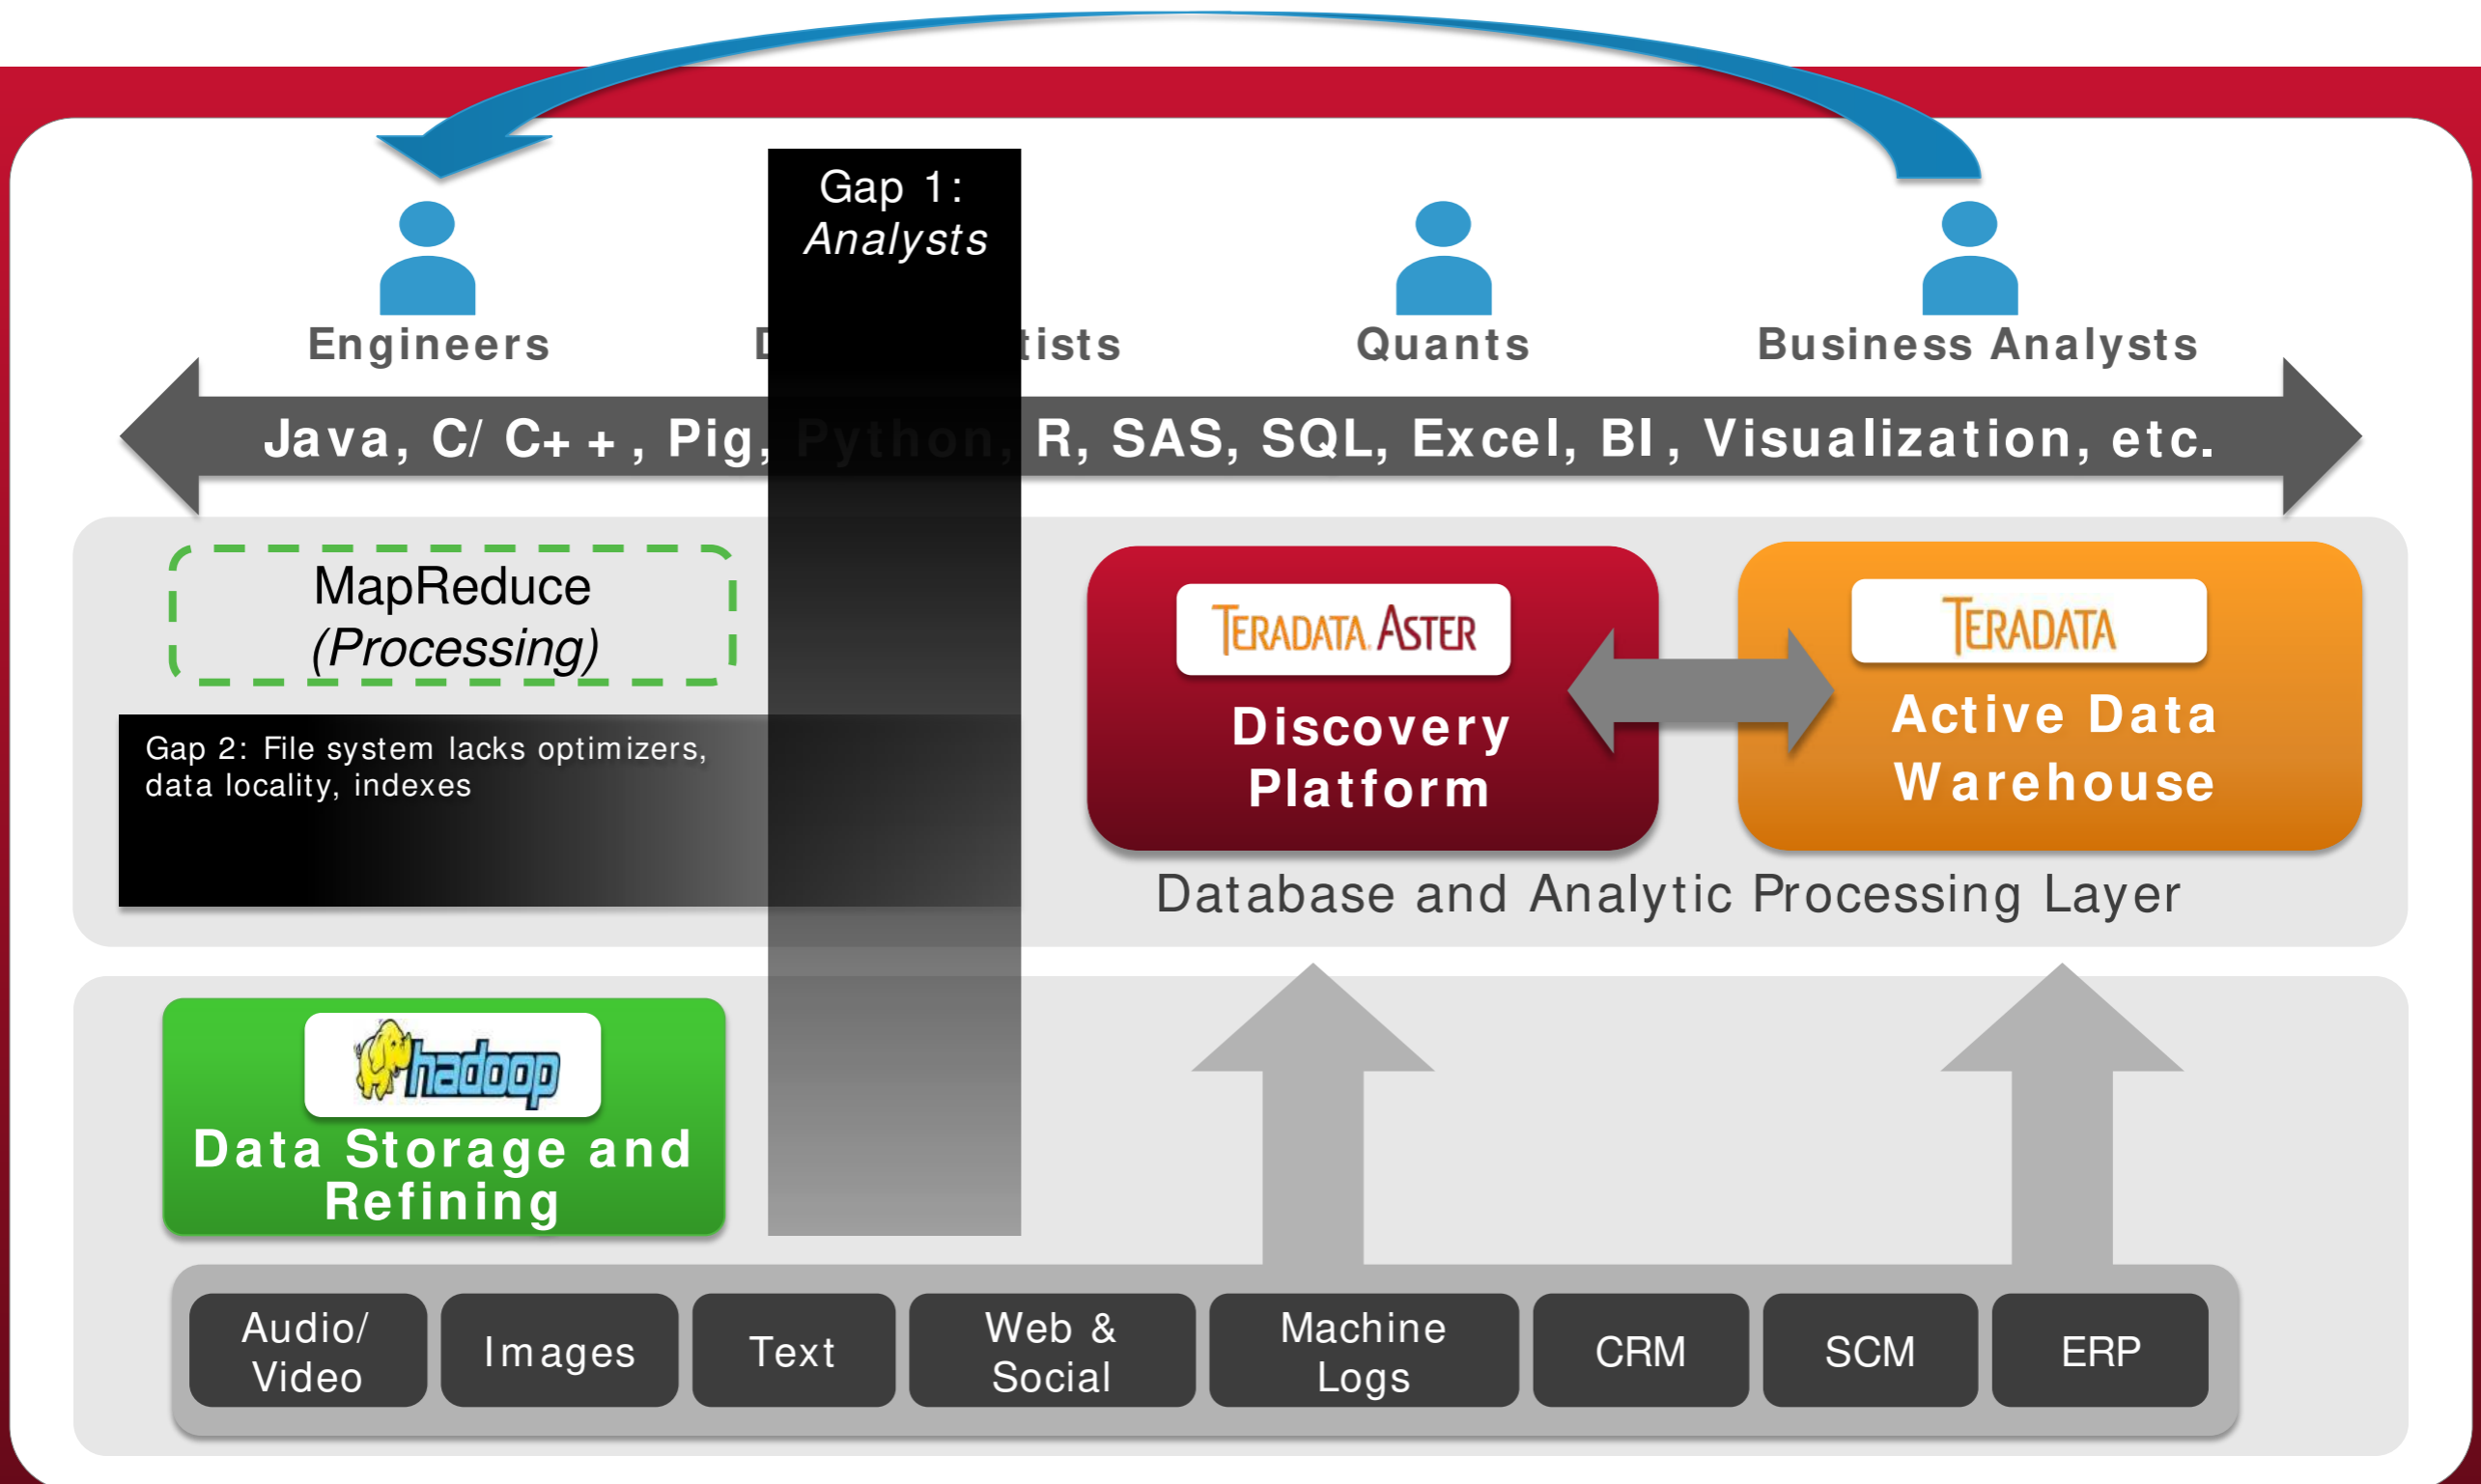 Gap 1:
Analysts
Engineers
tists
Quants
Business Analysts
Java, C/ C++, Pig, Python, R, SAS, SQL, Excel, BI, Visualization, etc.
MapReduce
(Processing)
Gap 2: File system lacks optimizers,
data locality, indexes
TERADATA ASTER
Discovery
Platform
TERADATA
Active Data
Warehouse
Database and Analytic Processing Layer
hadoop
Data Storage and
Refining
Audio/
Video
Images
Text
Web &
Social
Machine
Logs
CRM
SCM
ERP